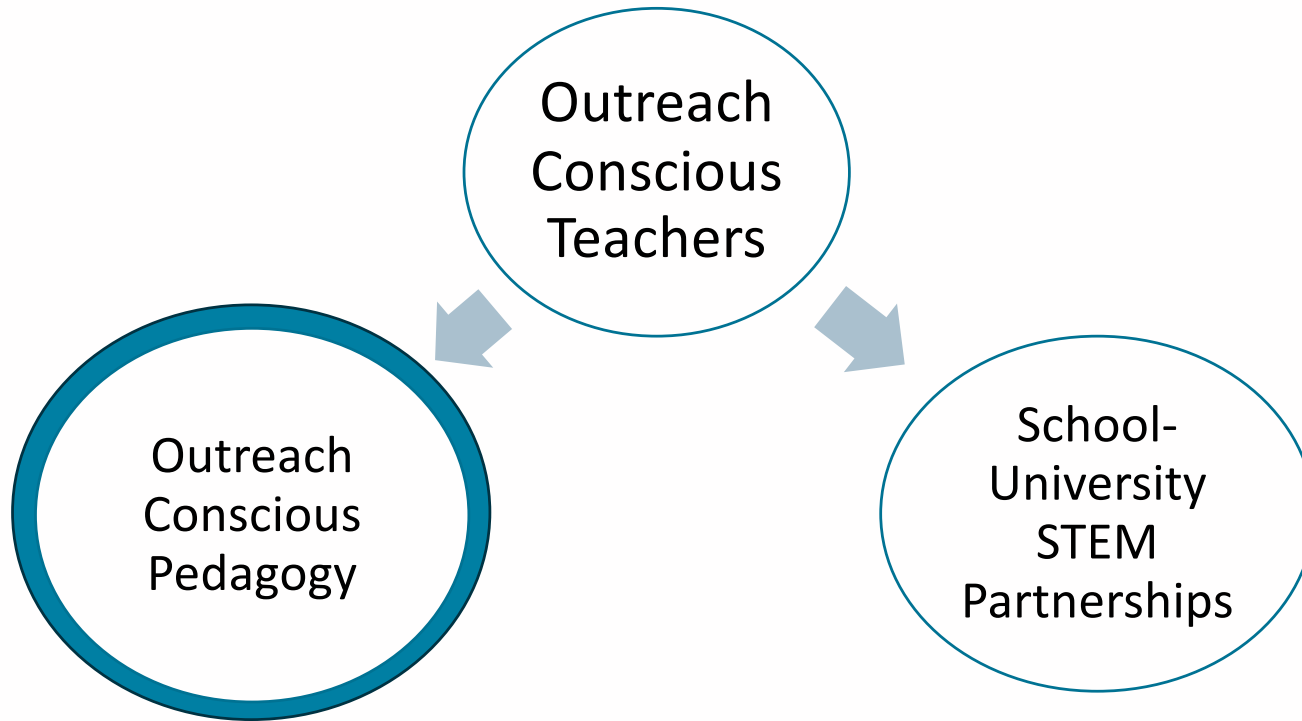 Outreach
Conscious
Teachers
Outreach
Conscious
Pedagogy
School-
University
STEM
Partnerships